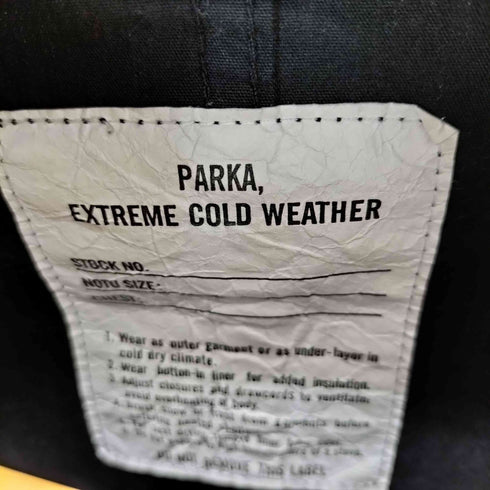 PARKA,
EXTREME COLD WEATHER
STOCK NO.
NOTU SIZE:
CHEST:
1. Wear as outer garment or as under-layer in
cold dry climate.
2. Wear button-in liner for added insulation.
3. Adjust closures and drawcords to ventilate,
avoid overheating of body.
before
DO NOT REMOVE THIS LABEL